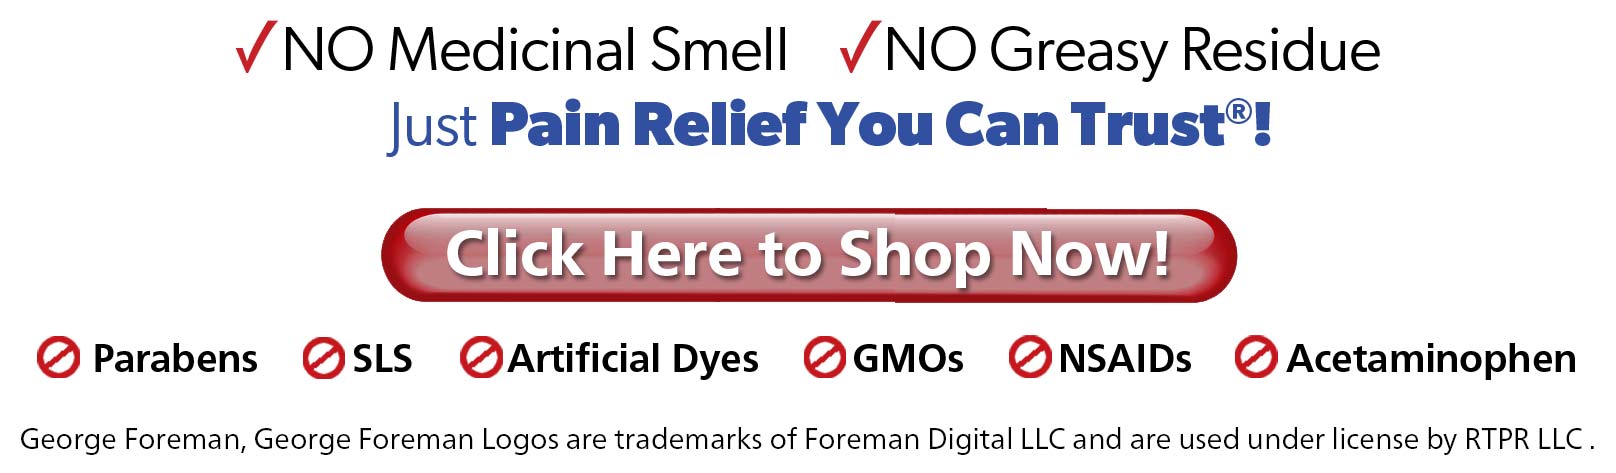 ✓NO Medicinal Smell ✓NO Greasy Residue
Just Pain Relief You Can Trust®!
Click Here to Shop Now!
Parabens SLS Artificial Dyes GMOs NSAIDs Acetaminophen
George Foreman, George Foreman Logos are trademarks of Foreman Digital LLC and are used under license by RTPR LLC .